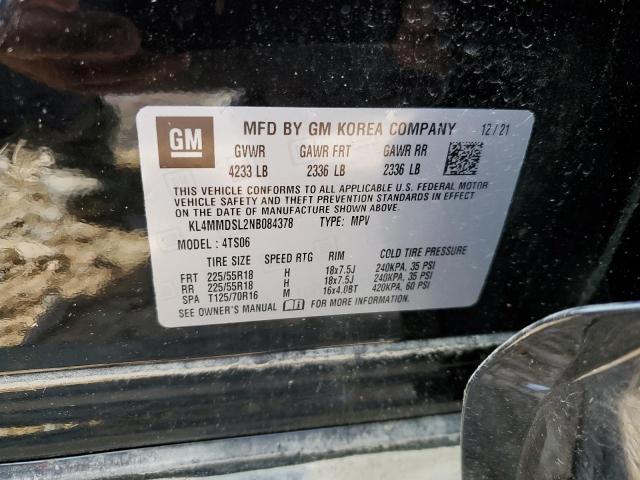 GM MFD BY GM KOREA COMPANY 12/21
GVWR GAWR FRT GAWR RR
4233 LB 2336 LB 2336 LB
THIS VEHICLE CONFORMS TO ALL APPLICABLE U.S. FEDERAL MOTOR
VEHICLE SAFETY AND THEFT PREVENTION STANDARDS IN EFFECT
ON THE DATE OF MANUFACTURE SHOWN ABOVE.
KL4MMDSL2NB084378 TYPE: MPV
MODEL: 4TS06
TIRE SIZE SPEED RTG RIM COLD TIRE PRESSURE
FRT 225/55R18 H 18x7.5J 240KPA, 35 PSI
RR 225/55R18 H 18x7.5J 240KPA, 35 PSI
SPA T125/70R16 M 16x4.0BT 420KPA, 60 PSI
SEE OWNER'S MANUAL FOR MORE INFORMATION.